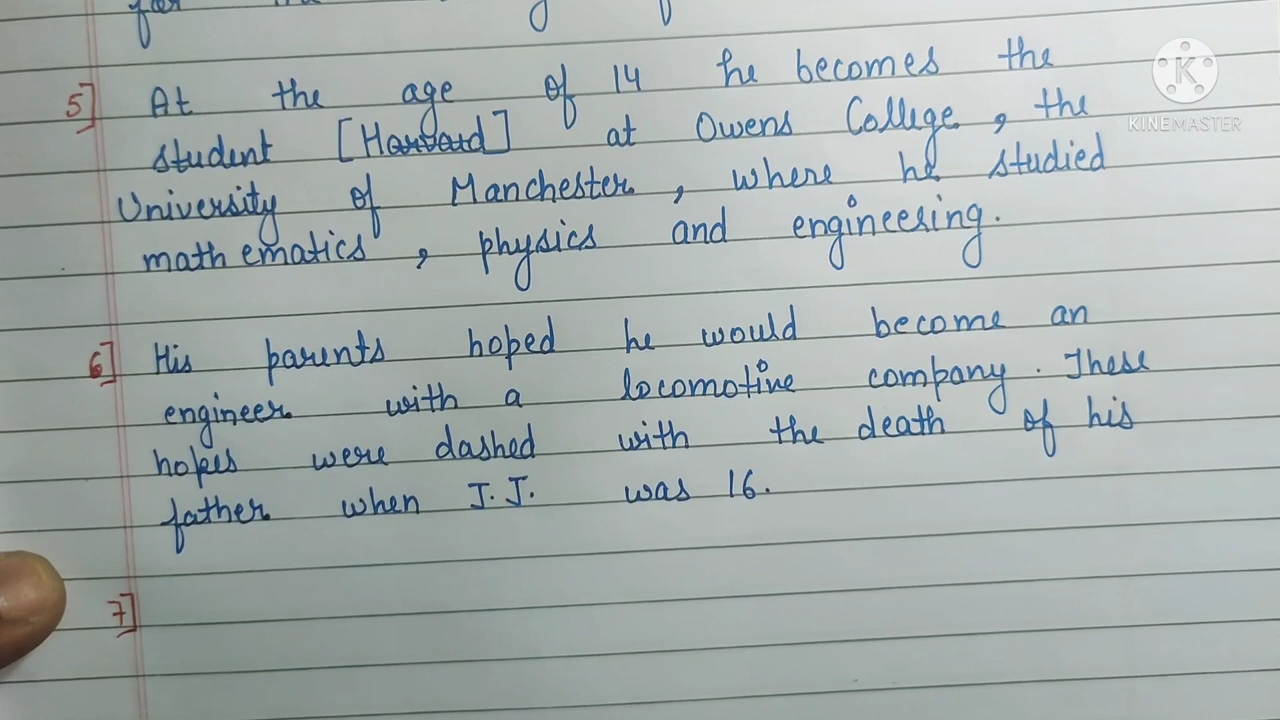 for
5] At the age of 14 he becomes the
student [Harvard] at Owens College, the
University of Manchester, where he studied
mathematics, physics and engineering.
6] His parents hoped he would become an
engineer with a locomotive company. These
hopes were dashed with the death of his
father when J.J. was 16.
7]
K
KINEMASTER